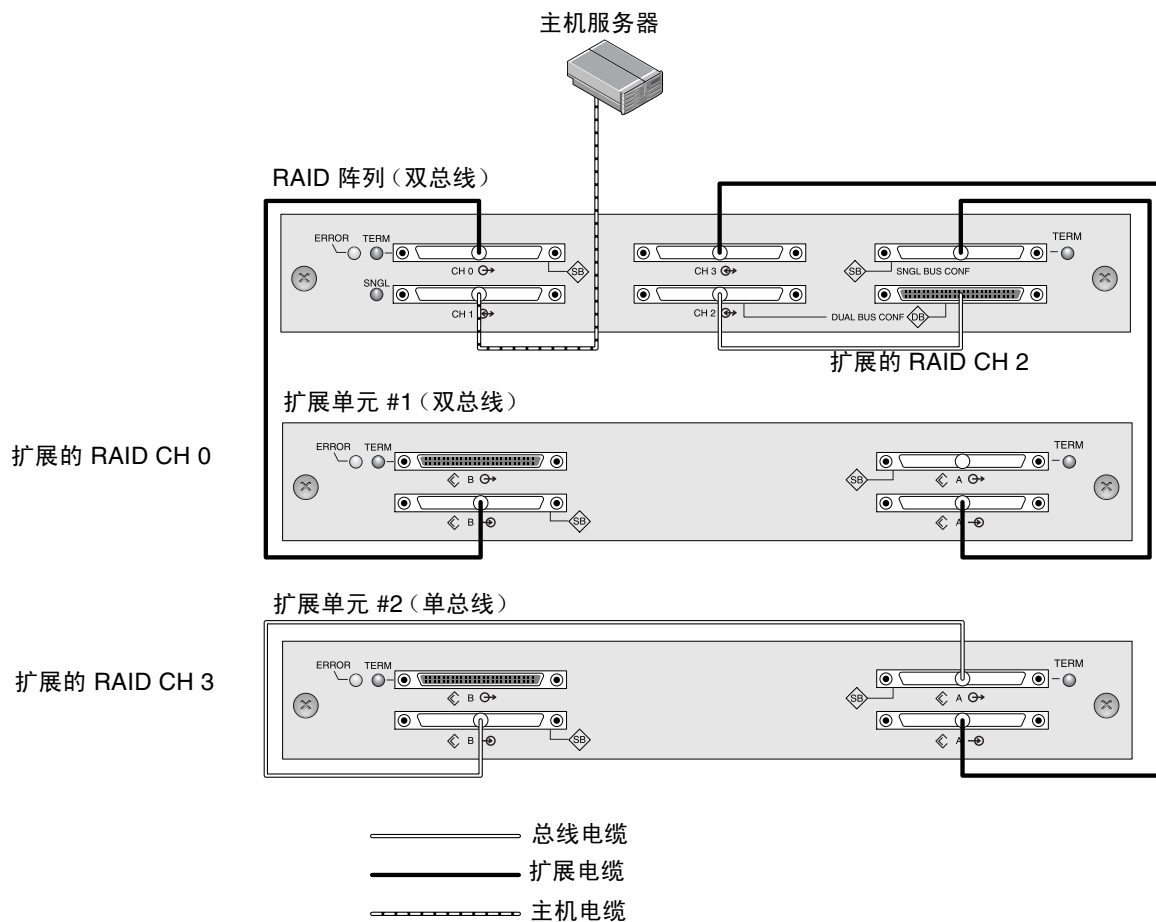 主机服务器
RAID 阵列（双总线）
ERROR TERM
CH 0
SB
CH 3
SB
SNGL BUS CONF
TERM
SNGL
CH 1
CH 2
DUAL BUS CONF
DB
扩展的 RAID CH 2
扩展单元 #1（双总线）
扩展的 RAID CH 0
ERROR TERM
B
SB
A
TERM
B
SB
A
扩展单元 #2（单总线）
扩展的 RAID CH 3
ERROR TERM
B
SB
A
TERM
B
SB
A
总线电缆
扩展电缆
主机电缆